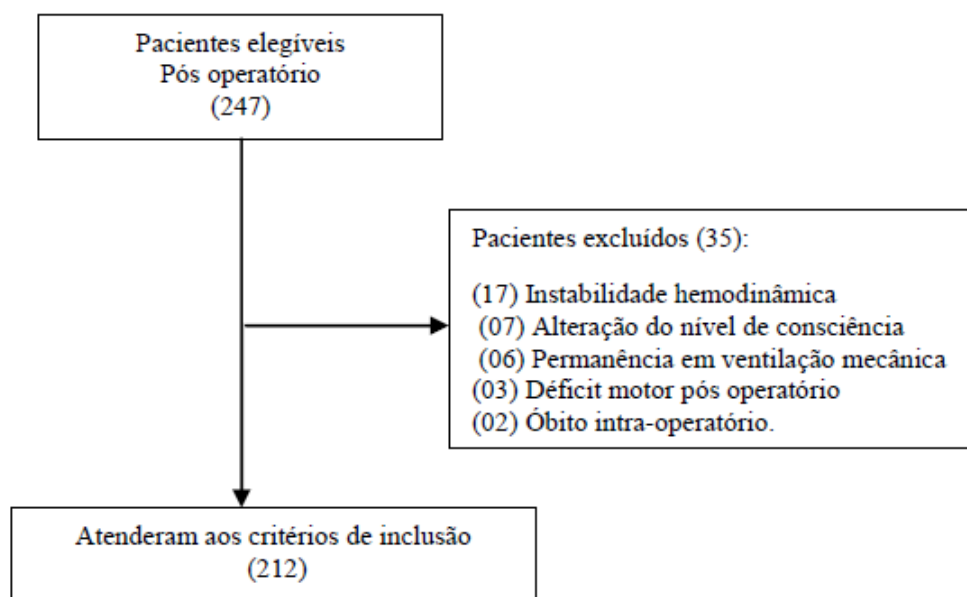 Pacientes elegíveis
Pós operatório
(247)
Pacientes excluídos (35):
(17) Instabilidade hemodinâmica
(07) Alteração do nível de consciência
(06) Permanência em ventilação mecânica
(03) Déficit motor pós operatório
(02) Óbito intra-operatório.
Atenderam aos critérios de inclusão
(212)